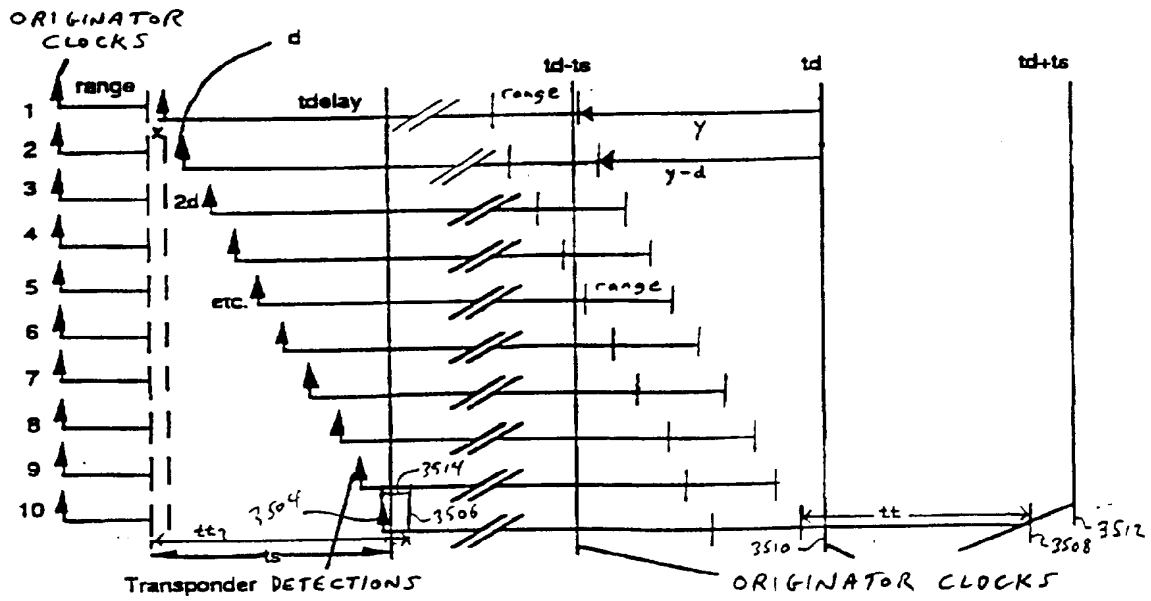 ORIGINATOR
CLOCKS
d
td-ts
td
td+ts
range
1
tdelay
range
y
x
2
y-d
3
2d
4
5
etc.
range
6
7
8
9
3514
3504
3506
10
tt
tt2
ts
3510
3508
3512
Transponder DETECTIONS
ORIGINATOR CLOCKS